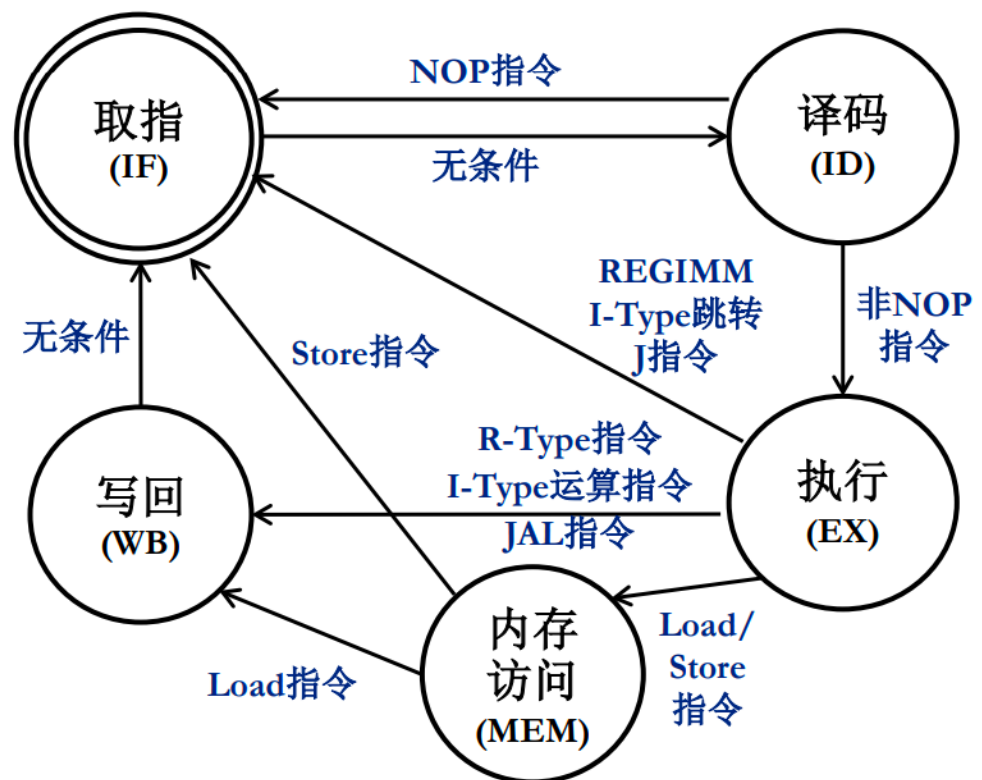 NOP指令
取指
(IF)
译码
(ID)
无条件
REGIMM
I-Type跳转
J指令
非NOP
指令
无条件
Store指令
R-Type指令
I-Type运算指令
JAL指令
写回
(WB)
执行
(EX)
内存
访问
(MEM)
Load/
Store
指令
Load指令